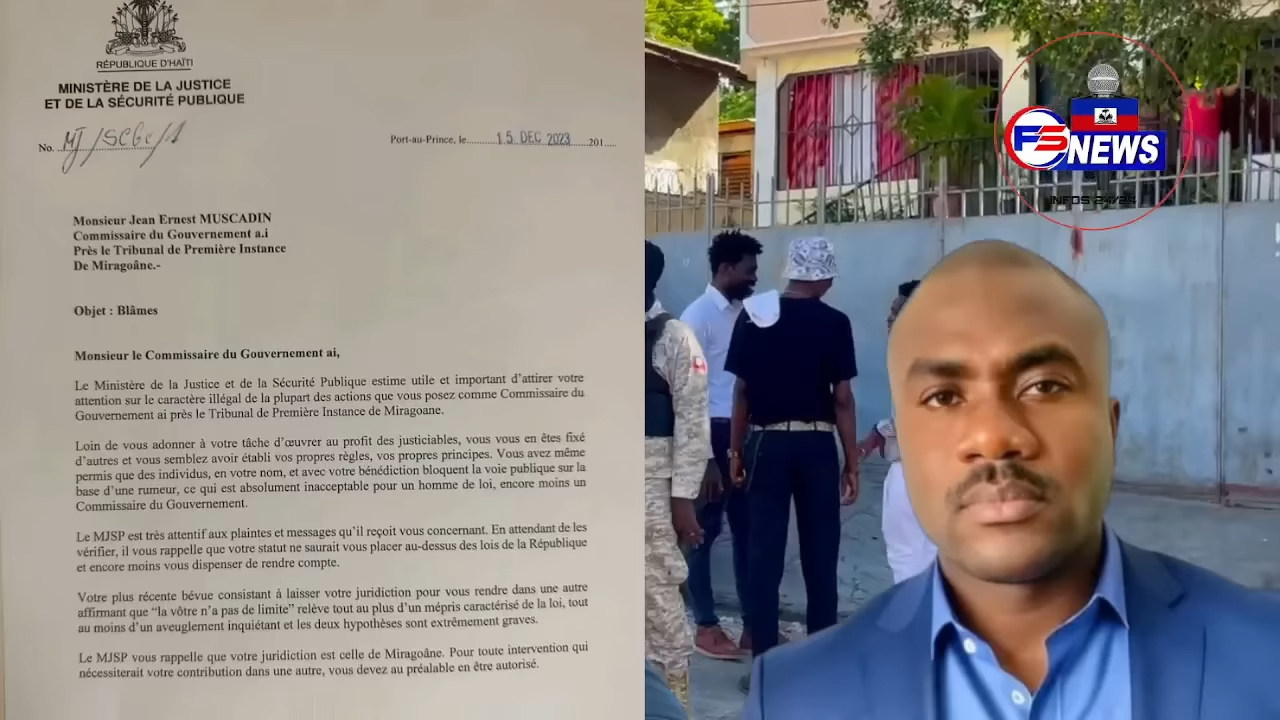 RÉPUBLIQUE D'HAÏTI
MINISTÈRE DE LA JUSTICE
ET DE LA SÉCURITÉ PUBLIQUE
No. MJ/SCGC/1
Port-au-Prince, le 15 DEC 2023 201
Monsieur Jean Ernest MUSCADIN
Commissaire du Gouvernement a.i
Près le Tribunal de Première Instance
De Miragoâne.-
Objet : Blâmes
Monsieur le Commissaire du Gouvernement ai,
Le Ministère de la Justice et de la Sécurité Publique estime utile et important d'attirer votre
attention sur le caractère illégal de la plupart des actions que vous posez comme Commissaire du
Gouvernement ai près le Tribunal de Première Instance de Miragoane.
Loin de vous adonner à votre tâche d'œuvrer au profit des justiciables, vous vous en êtes fixé
d'autres et vous semblez avoir établi vos propres règles, vos propres principes. Vous avez même
permis que des individus, en votre nom, et avec votre bénédiction bloquent la voie publique sur la
base d'une rumeur, ce qui est absolument inacceptable pour un homme de loi, encore moins un
Commissaire du Gouvernement.
Le MJSP est très attentif aux plaintes et messages qu'il reçoit vous concernant. En attendant de les
vérifier, il vous rappelle que votre statut ne saurait vous placer au-dessus des lois de la République
et encore moins vous dispenser de rendre compte.
Votre plus récente bévue consistant à laisser votre juridiction pour vous rendre dans une autre
affirmant que "la vôtre n'a pas de limite" relève tout au plus d'un mépris caractérisé de la loi, tout
au moins d'un aveuglement inquiétant et les deux hypothèses sont extrêmement graves.
Le MJSP vous rappelle que votre juridiction est celle de Miragoâne. Pour toute intervention qui
nécessiterait votre contribution dans une autre, vous devez au préalable en être autorisé.
FS NEWS
INFOS 24/24